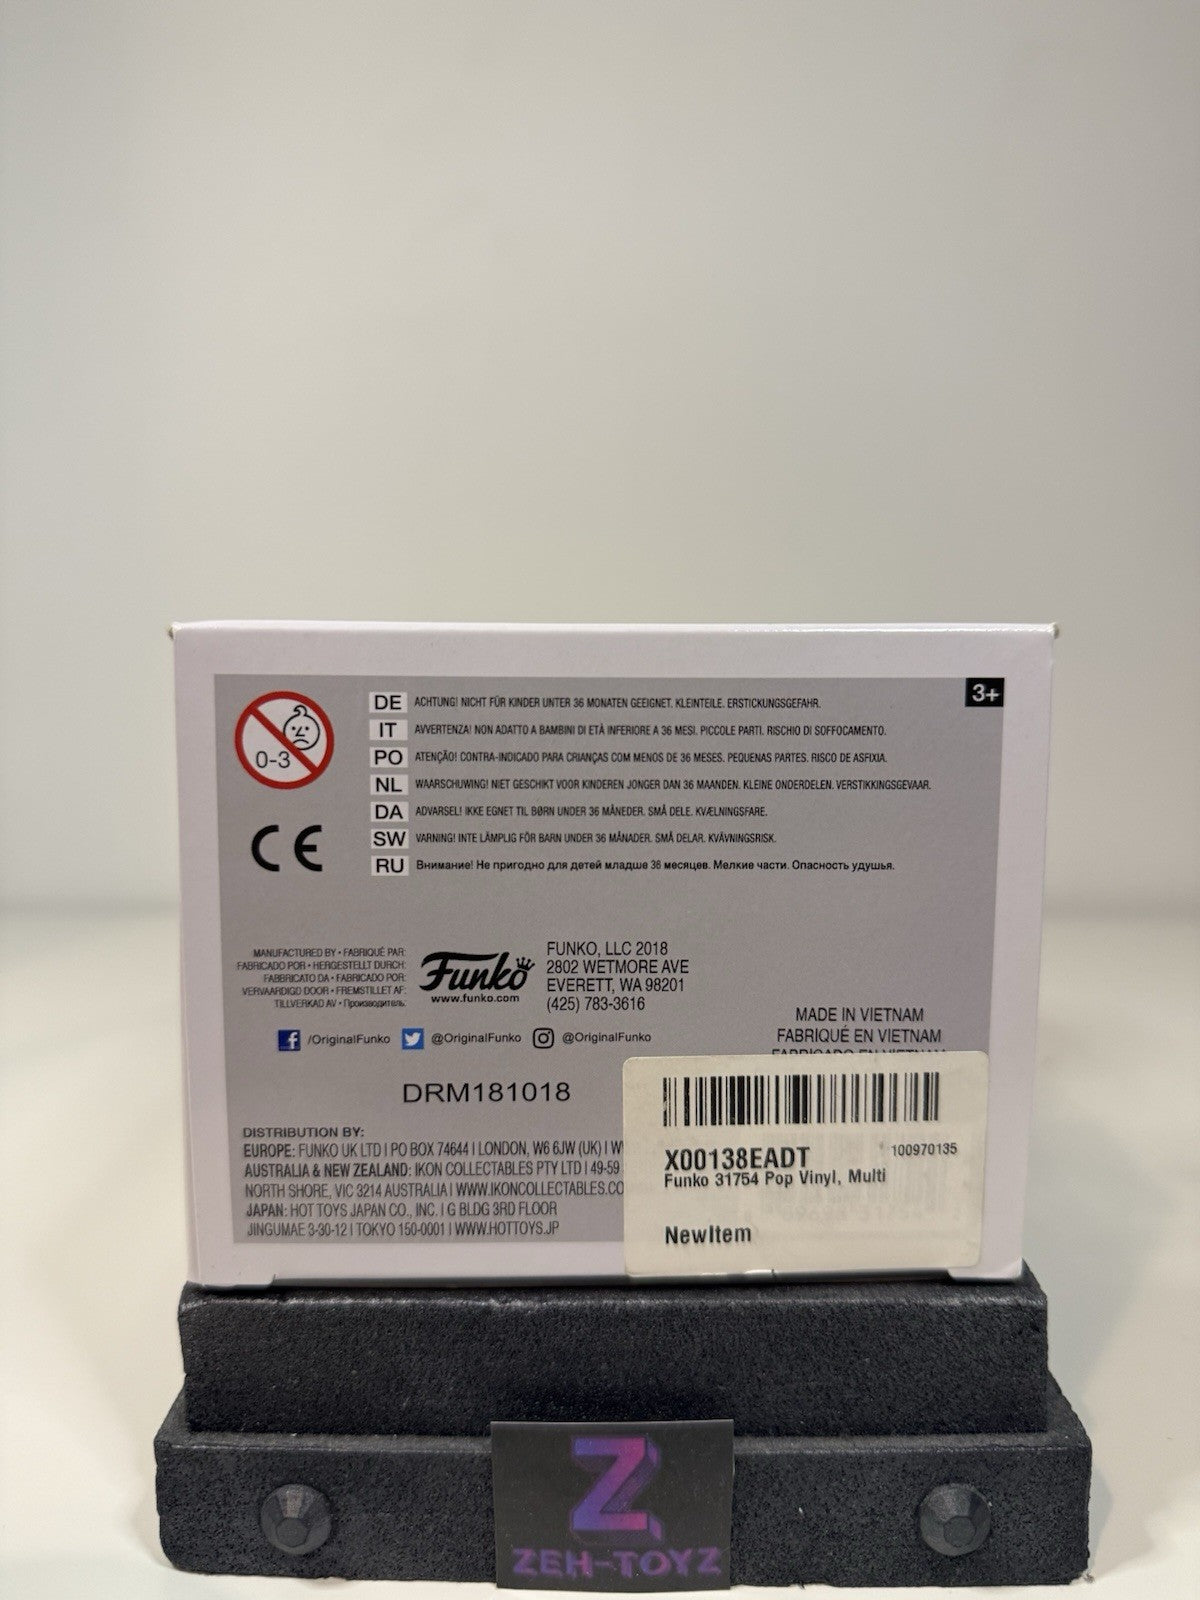 3+
0-3
DE ACHTUNG! NICHT FÜR KINDER UNTER 36 MONATEN GEEIGNET. KLEINTEILE. ERSTICKUNGSGEFAHR.
IT AVVERTENZA! NON ADATTO A BAMBINI DI ETÀ INFERIORE A 36 MESI. PICCOLE PARTI. RISCHIO DI SOFFOCAMENTO.
PO ATENÇÃO! CONTRA-INDICADO PARA CRIANÇAS COM MENOS DE 36 MESES. PEQUENAS PARTES. RISCO DE ASFIXIA.
NL WAARSCHUWING! NIET GESCHIKT VOOR KINDEREN JONGER DAN 36 MAANDEN. KLEINE ONDERDELEN. VERSTIKKINGSGEVAAR.
DA ADVARSEL! IKKE EGNET TIL BØRN UNDER 36 MÅNEDER. SMÅ DELE. KVÆLNINGSFARE.
SW VARNING! INTE LÄMPLIG FÖR BARN UNDER 36 MÅNADER. SMÅ DELAR. KVÄVNINGSRISK.
RU Внимание! Не пригодно для детей младше 36 месяцев. Мелкие части. Опасность удушья.
CE
MANUFACTURED BY • FABRIQUÉ PAR:
FABRICADO POR • HERGESTELLT DURCH:
FABBRICATO DA • FABRICADO POR:
VERVAARDIGD DOOR • FREMSTILLET AF:
TILLVERKAD AV • Производитель:
Funko
www.funko.com
FUNKO, LLC 2018
2802 WETMORE AVE
EVERETT, WA 98201
(425) 783-3616
/OriginalFunko @OriginalFunko @OriginalFunko
MADE IN VIETNAM
FABRIQUÉ EN VIETNAM
FABRICADO EN VIETNAM
DRM181018
DISTRIBUTION BY:
EUROPE: FUNKO UK LTD I PO BOX 74644 I LONDON, W6 6JW (UK) I
AUSTRALIA & NEW ZEALAND: IKON COLLECTABLES PTY LTD I 49-59
NORTH SHORE, VIC 3214 AUSTRALIA I WWW.IKONCOLLECTABLES.CO
JAPAN: HOT TOYS JAPAN CO., INC. I G BLDG 3RD FLOOR
JINGUMAE 3-30-12 I TOKYO 150-0001 I WWW.HOTTOYS.JP
X00138EADT 100970135
Funko 31754 Pop Vinyl, Multi
NewItem
Z
ZEH-TOYZ